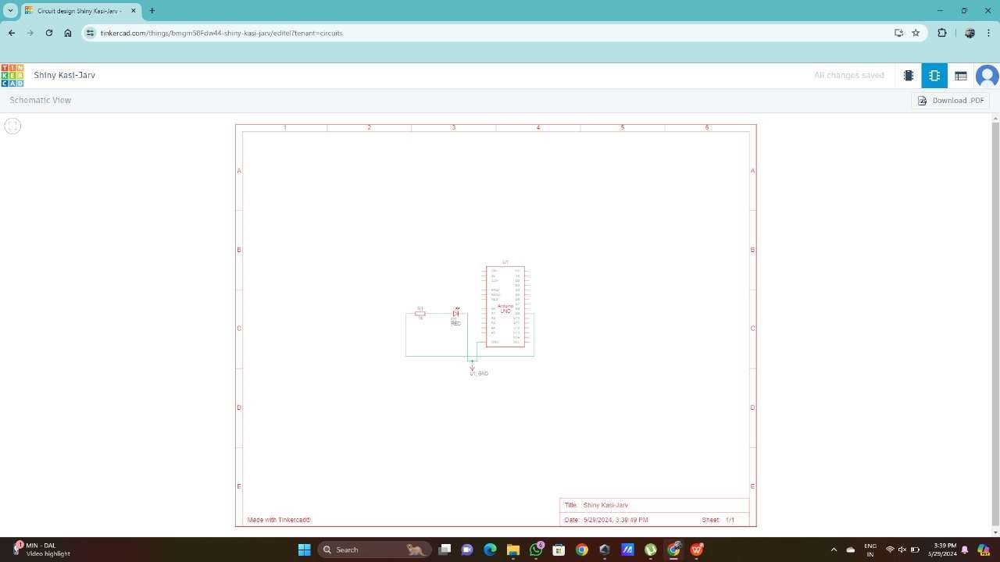 Circuit design Shiny Kasi-Jarv -
tinkercad.com/things/bmgm58Fdw44-shiny-kasi-jarv/editel?tenant=circuits
TIN
KER
CAD
Shiny Kasi-Jarv
All changes saved
Schematic View
Download .PDF
1 2 3 4 5 6
A A
B B
U1
R1
1k
RED
Arduino
UNO
C C
U1_GND
D D
E E
Title: Shiny Kasi-Jarv
Made with Tinkercad®
Date: 5/29/2024, 3:39:49 PM
Sheet: 1/1
1
MIN - DAL
Video highlight
Search
ENG
IN
3:39 PM
5/29/2024